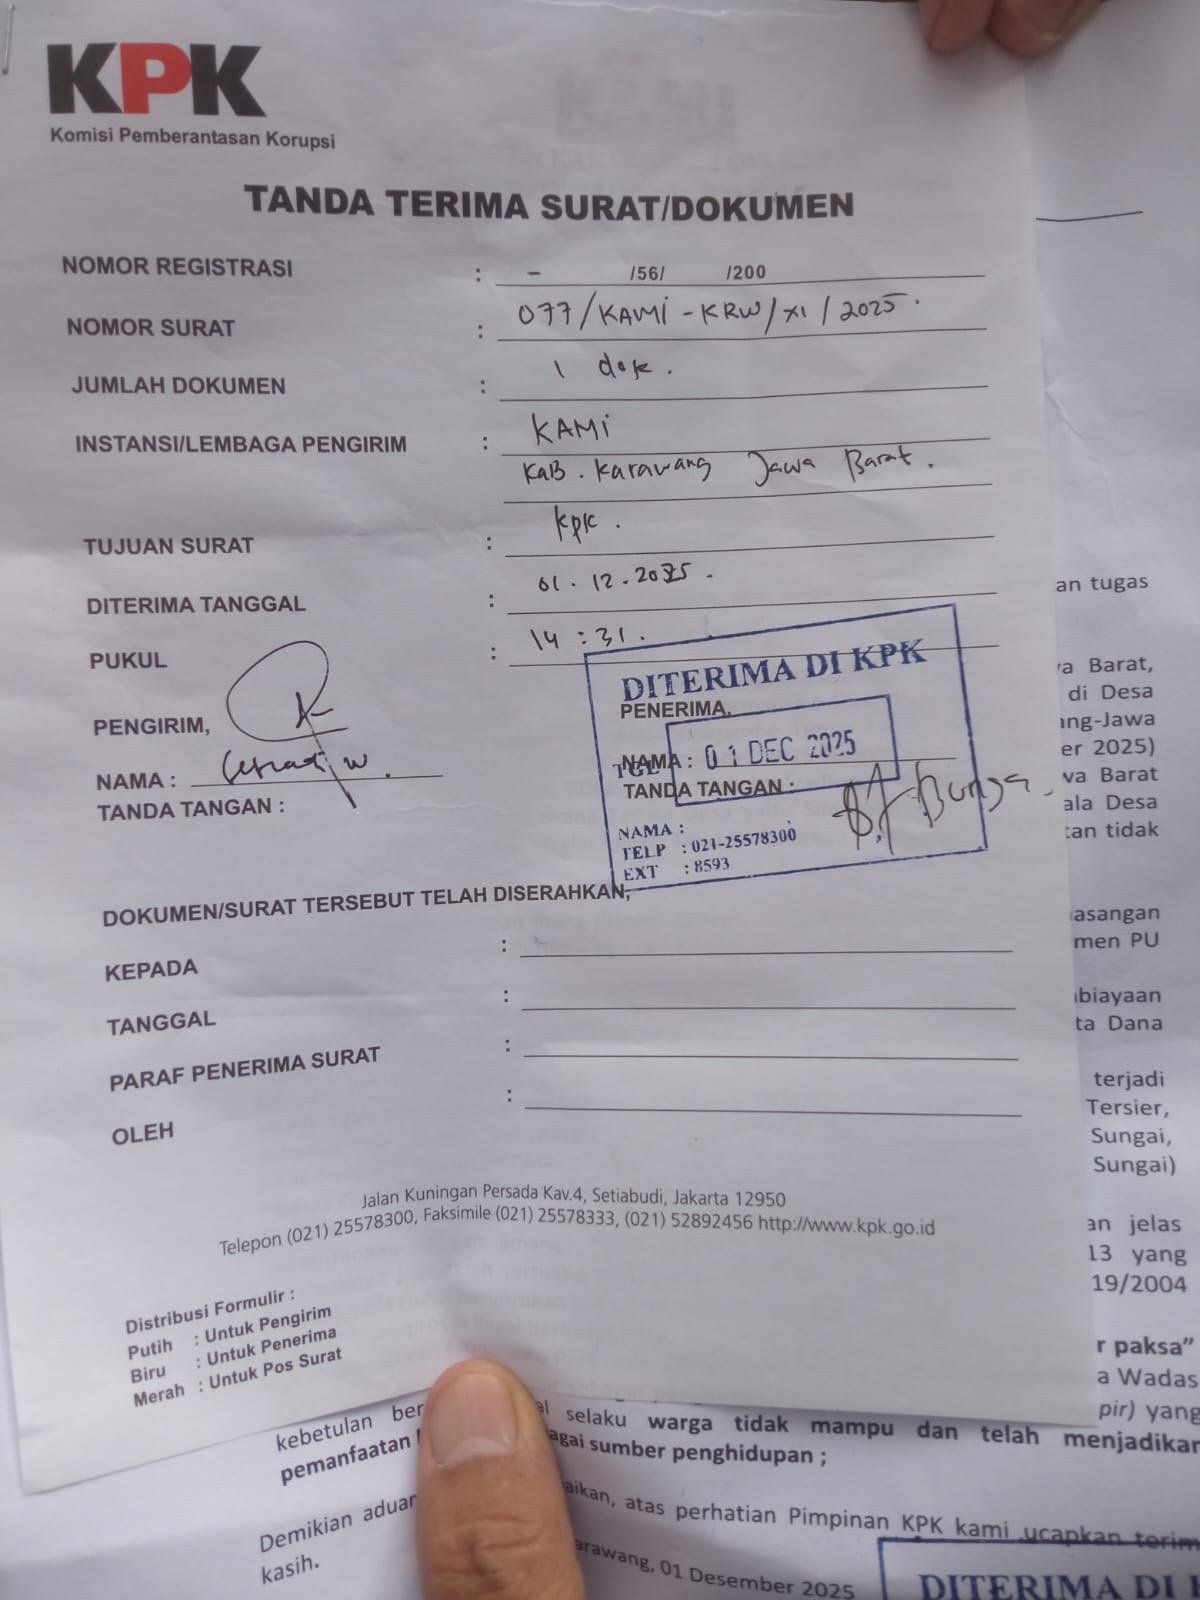 KPK
Komisi Pemberantasan Korupsi
TANDA TERIMA SURAT/DOKUMEN
NOMOR REGISTRASI : – /56/ /200
NOMOR SURAT : 077/KAMI-KRW/XI/2025.
JUMLAH DOKUMEN : 1 dok.
INSTANSI/LEMBAGA PENGIRIM : KAMI
KAB. Karawang Jawa Barat.
TUJUAN SURAT : KPK.
DITERIMA TANGGAL : 01.12.2025.
PUKUL : 14:31.
PENGIRIM,
NAMA :
TANDA TANGAN :
DITERIMA DI KPK
PENERIMA,
NAMA :
TGL 01 DEC 2025
TANDA TANGAN :
Bunga
NAMA :
TELP : 021-25578300
EXT : 8593
DOKUMEN/SURAT TERSEBUT TELAH DISERAHKAN,
KEPADA :
TANGGAL :
PARAF PENERIMA SURAT :
OLEH :
Jalan Kuningan Persada Kav.4, Setiabudi, Jakarta 12950
Telepon (021) 25578300, Faksimile (021) 25578333, (021) 52892456 http://www.kpk.go.id
Distribusi Formulir :
Putih : Untuk Pengirim
Biru : Untuk Penerima
Merah : Untuk Pos Surat
an tugas
a Barat,
di Desa
ang-Jawa
er 2025)
wa Barat
ala Desa
tan tidak
asangan
men PU
biayaan
ta Dana
terjadi
Tersier,
Sungai,
Sungai)
an jelas
13 yang
19/2004
r paksa”
a Wadas
pir) yang
kebetulan ber al selaku warga tidak mampu dan telah menjadikan
pemanfaatan agai sumber penghidupan ;
Demikian aduan aikan, atas perhatian Pimpinan KPK kami ucapkan terim
kasih.
arawang, 01 Desember 2025
DITERIMA DI K